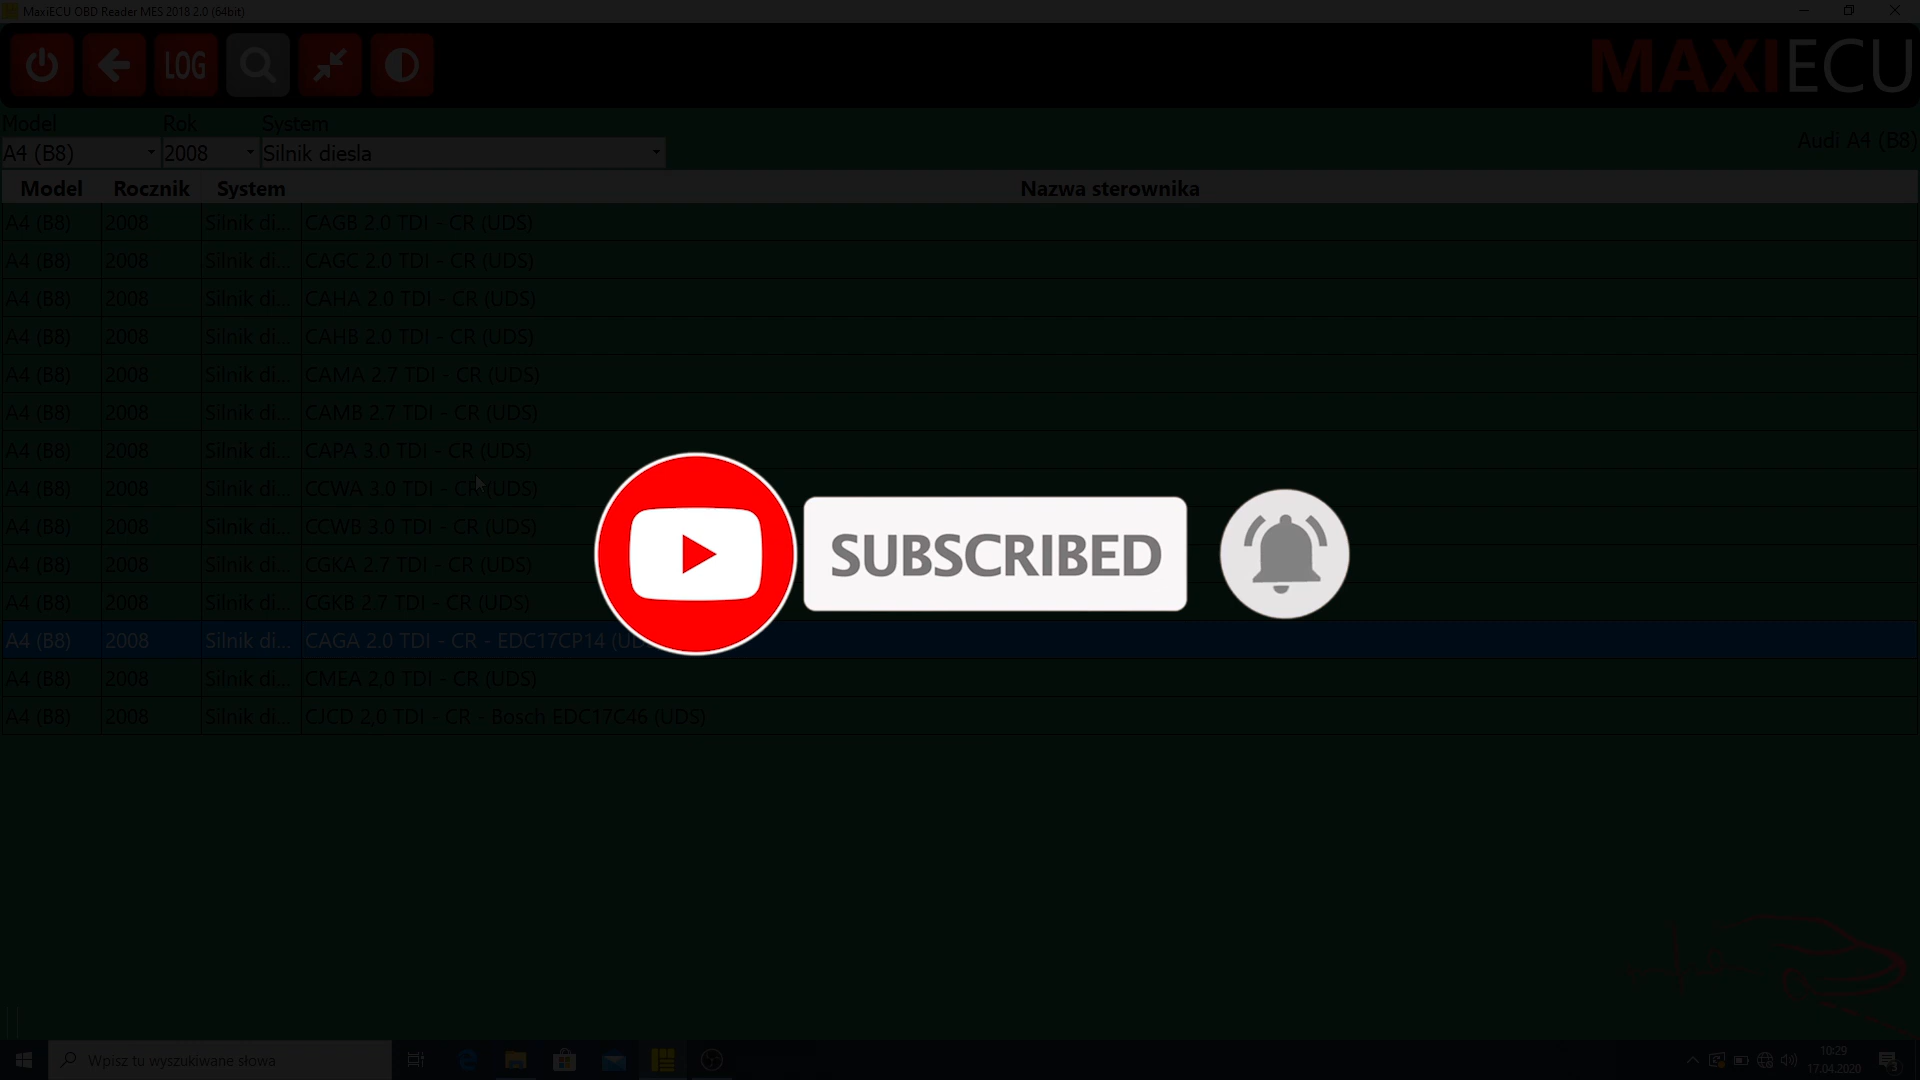 MaxiECU OBD Reader MES 2018 2.0 (64bit)
LOG
MAXIECU
Model Rok System
A4 (B8) 2008 Silnik diesla
Audi A4 (B8)
Model Rocznik System Nazwa sterownika
A4 (B8) 2008 Silnik di... CAGB 2.0 TDI - CR (UDS)
A4 (B8) 2008 Silnik di... CAGC 2.0 TDI - CR (UDS)
A4 (B8) 2008 Silnik di... CAHA 2.0 TDI - CR (UDS)
A4 (B8) 2008 Silnik di... CAHB 2.0 TDI - CR (UDS)
A4 (B8) 2008 Silnik di... CAMA 2.7 TDI - CR (UDS)
A4 (B8) 2008 Silnik di... CAMB 2.7 TDI - CR (UDS)
A4 (B8) 2008 Silnik di... CAPA 3.0 TDI - CR (UDS)
A4 (B8) 2008 Silnik di... CCWA 3.0 TDI - CR (UDS)
A4 (B8) 2008 Silnik di... CCWB 3.0 TDI - CR (UDS)
A4 (B8) 2008 Silnik di... CGKA 2.7 TDI - CR (UDS)
A4 (B8) 2008 Silnik di... CGKB 2.7 TDI - CR (UDS)
A4 (B8) 2008 Silnik di... CAGA 2.0 TDI - CR - EDC17CP14
A4 (B8) 2008 Silnik di... CMEA 2,0 TDI - CR (UDS)
A4 (B8) 2008 Silnik di... CJCD 2;0 TDI - CR - Bosch EDC17C46 (UDS)
SUBSCRIBED
Wpisz tu wyszukiwane słowa
10:29
17.04.2020
3